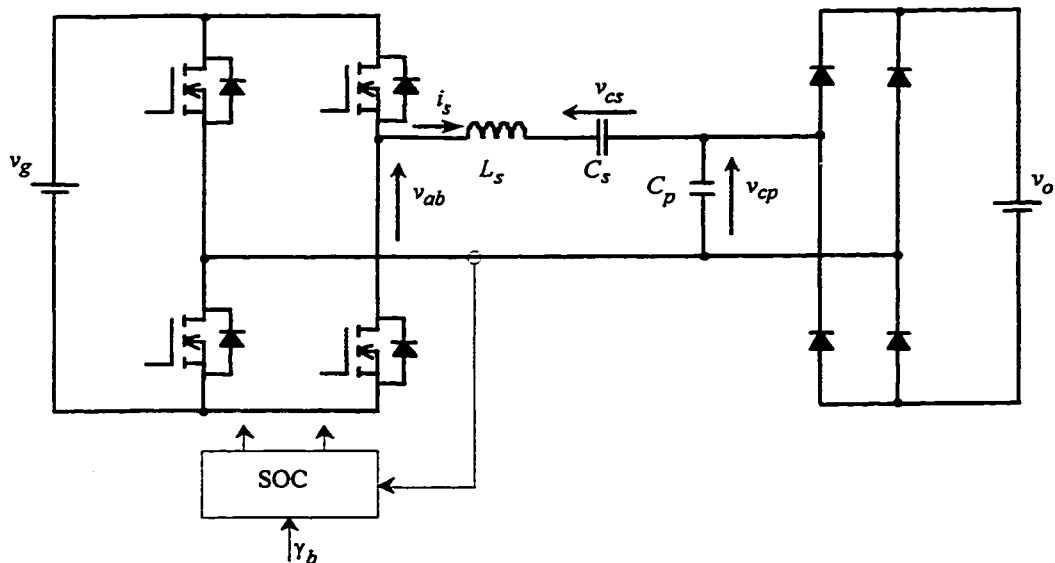 i_s
v_cs
v_g
L_s
C_s
C_p
v_cp
v_ab
v_o
SOC
γ_b